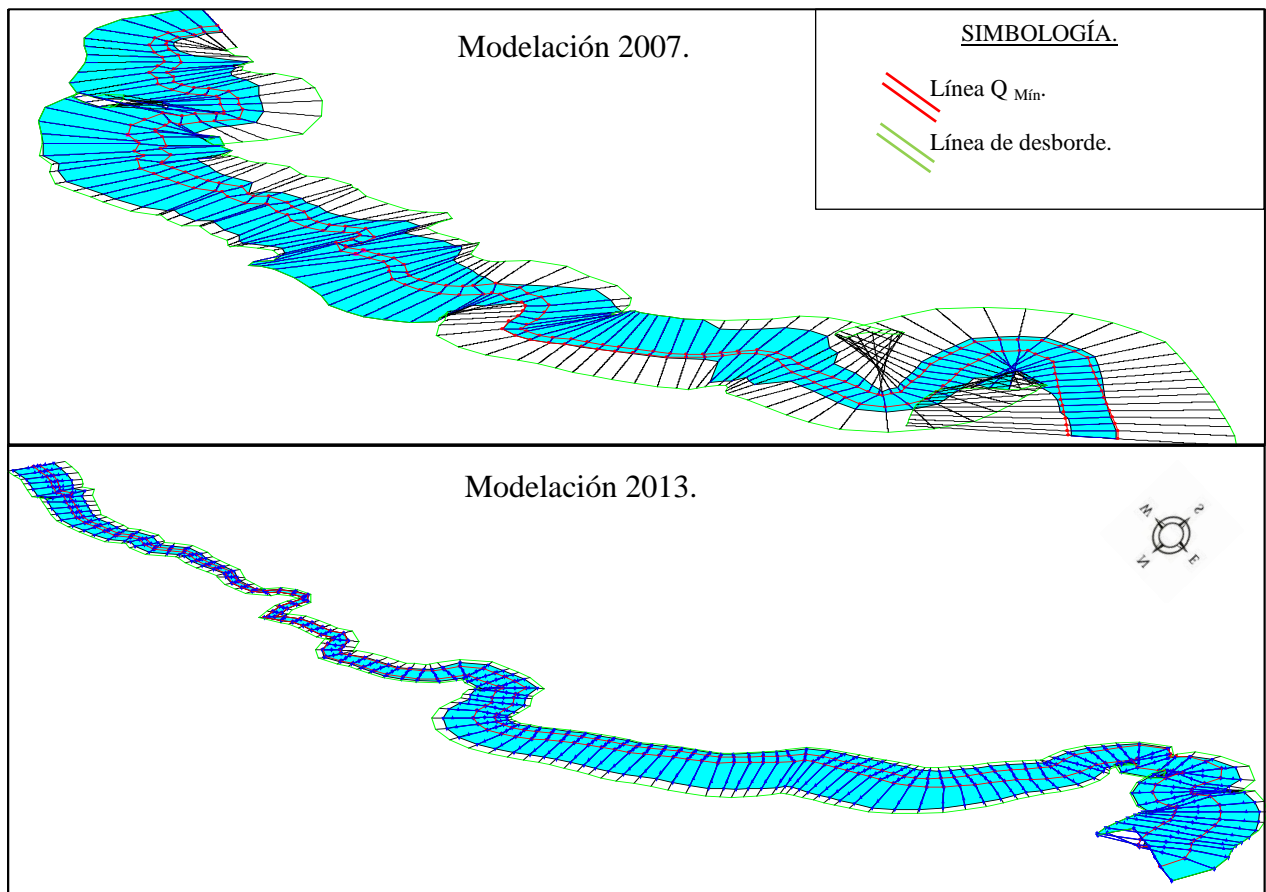 Modelación 2007.
SIMBOLOGÍA.
Línea Q Mín.
Línea de desborde.
Modelación 2013.
W
S
N
E